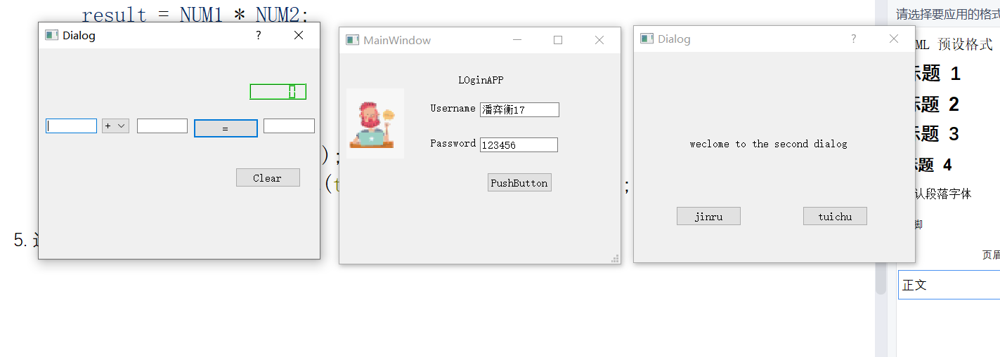 result = NUM1 * NUM2;
Dialog
+
=
Clear
);
(t
;
5.
MainWindow
LOginAPP
Username 潘弈衡17
Password 123456
PushButton
Dialog
weclome to the second dialog
jinru tuichu
请选择要应用的格式
ML 预设格式
标题 1
标题 2
标题 3
标题 4
认段落字体
脚
页眉
正文